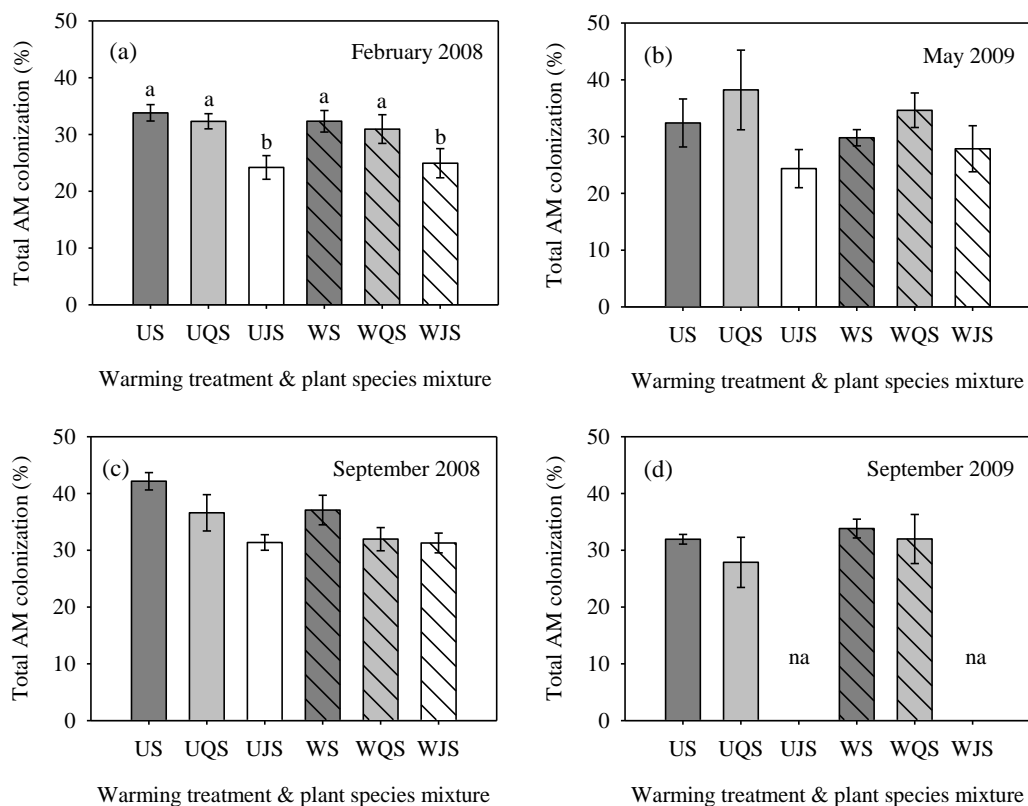 (a)
February 2008
Total AM colonization (%)
50
40
30
20
10
0
a
a
b
a
a
b
US UQS UJS WS WQS WJS
Warming treatment & plant species mixture
(b)
May 2009
Total AM colonization (%)
50
40
30
20
10
0
US UQS UJS WS WQS WJS
Warming treatment & plant species mixture
(c)
September 2008
Total AM colonization (%)
50
40
30
20
10
0
US UQS UJS WS WQS WJS
Warming treatment & plant species mixture
(d)
September 2009
Total AM colonization (%)
50
40
30
20
10
0
na
na
US UQS UJS WS WQS WJS
Warming treatment & plant species mixture